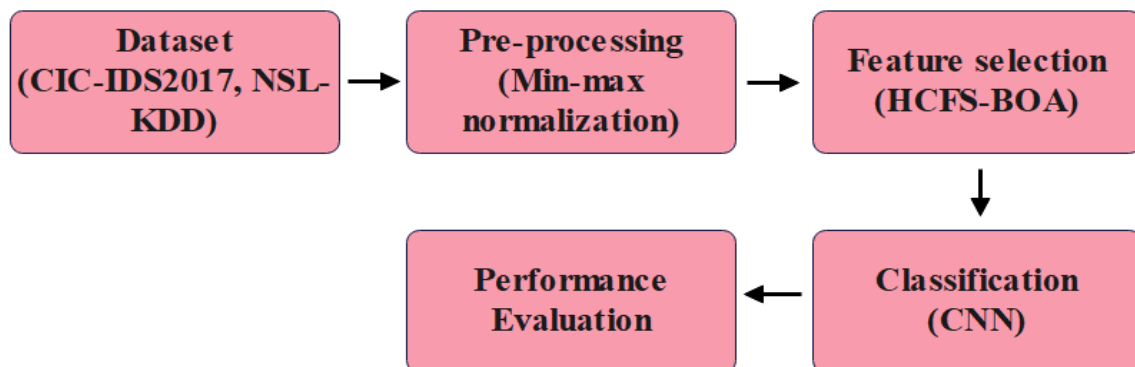 Dataset
(CIC-IDS2017, NSL-
KDD)
Pre-processing
(Min-max
normalization)
Feature selection
(HCFS-BOA)
Classification
(CNN)
Performance
Evaluation